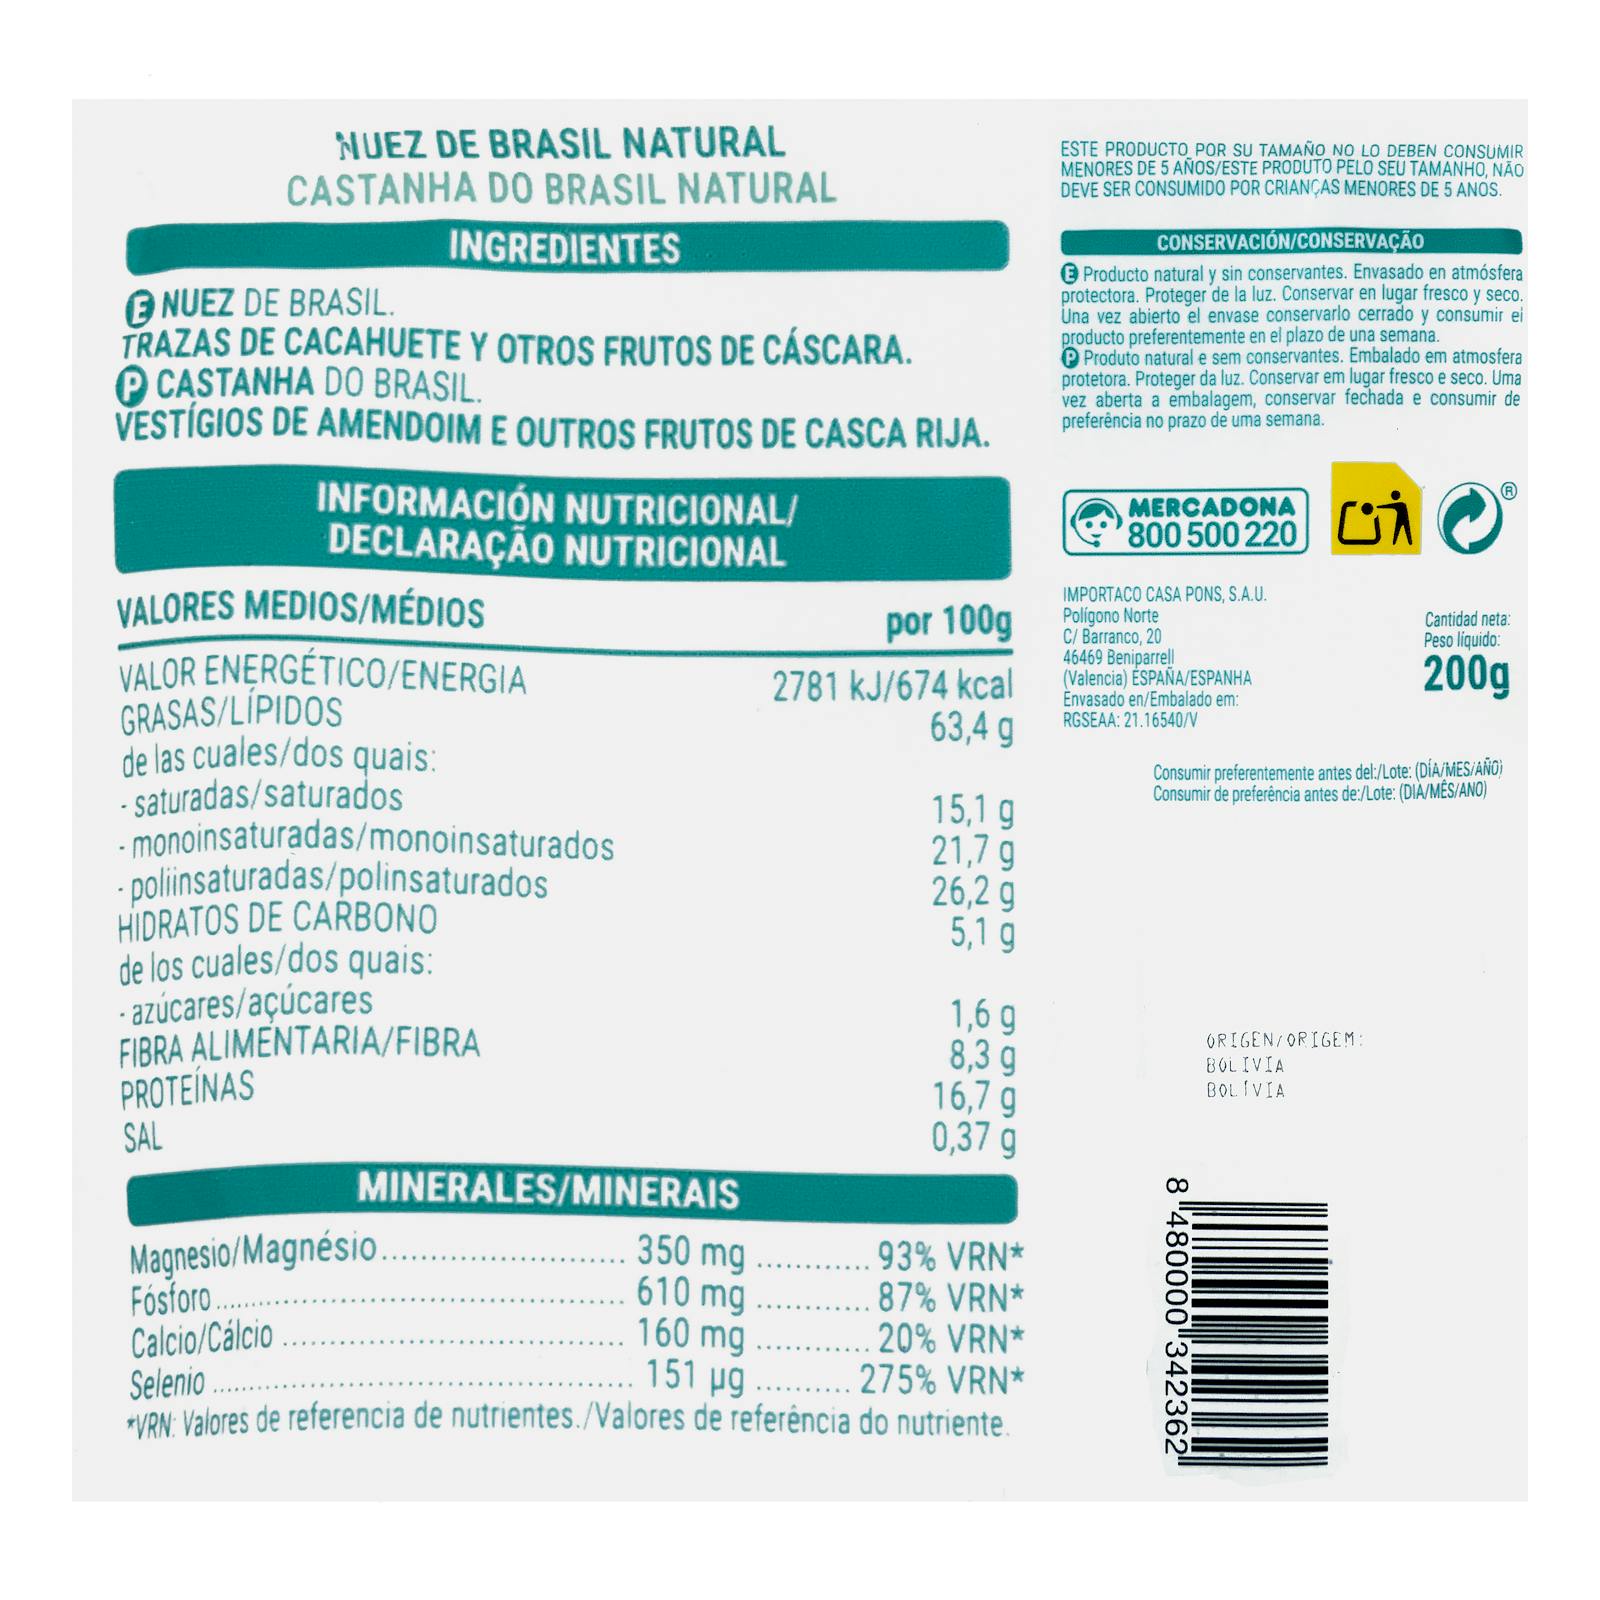 NUEZ DE BRASIL NATURAL
CASTANHA DO BRASIL NATURAL
INGREDIENTES
E NUEZ DE BRASIL.
TRAZAS DE CACAHUETE Y OTROS FRUTOS DE CÁSCARA.
P CASTANHA DO BRASIL.
VESTÍGIOS DE AMENDOIM E OUTROS FRUTOS DE CASCA RIJA.
INFORMACIÓN NUTRICIONAL/
DECLARAÇÃO NUTRICIONAL
VALORES MEDIOS/MÉDIOS por 100g
VALOR ENERGÉTICO/ENERGIA 2781 kJ/674 kcal
GRASAS/LÍPIDOS 63,4 g
de las cuales/dos quais:
- saturadas/saturados 15,1 g
- monoinsaturadas/monoinsaturados 21,7 g
- poliinsaturadas/polinsaturados 26,2 g
HIDRATOS DE CARBONO 5,1 g
de los cuales/dos quais:
- azúcares/açúcares 1,6 g
FIBRA ALIMENTARIA/FIBRA 8,3 g
PROTEÍNAS 16,7 g
SAL 0,37 g
MINERALES/MINERAIS
Magnesio/Magnésio.................... 350 mg ........... 93% VRN*
Fósforo.................................. 610 mg ........... 87% VRN*
Calcio/Cálcio ............................ 160 mg ........... 20% VRN*
Selenio ................................... 151 µg ......... 275% VRN*
*VRN: Valores de referencia de nutrientes./Valores de referência do nutriente.
ESTE PRODUCTO POR SU TAMAÑO NO LO DEBEN CONSUMIR
MENORES DE 5 AÑOS/ESTE PRODUTO PELO SEU TAMANHO, NÃO
DEVE SER CONSUMIDO POR CRIANÇAS MENORES DE 5 ANOS.
CONSERVACIÓN/CONSERVAÇÃO
E Producto natural y sin conservantes. Envasado en atmósfera
protectora. Proteger de la luz. Conservar en lugar fresco y seco.
Una vez abierto el envase conservarlo cerrado y consumir el
producto preferentemente en el plazo de una semana.
P Produto natural e sem conservantes. Embalado em atmosfera
protetora. Proteger da luz. Conservar em lugar fresco e seco. Uma
vez aberta a embalagem, conservar fechada e consumir de
preferência no prazo de uma semana.
MERCADONA
800 500 220
®
IMPORTACO CASA PONS, S.A.U.
Polígono Norte
C/ Barranco, 20
46469 Beniparrell
(Valencia) ESPAÑA/ESPANHA
Envasado en/Embalado em:
RGSEAA: 21.16540/V
Cantidad neta:
Peso líquido:
200g
Consumir preferentemente antes del:/Lote: (DÍA/MES/AÑO)
Consumir de preferência antes de:/Lote: (DIA/MÊS/ANO)
ORIGEN/ORIGEM:
BOLIVIA
BOLÍVIA
8 480000 342362